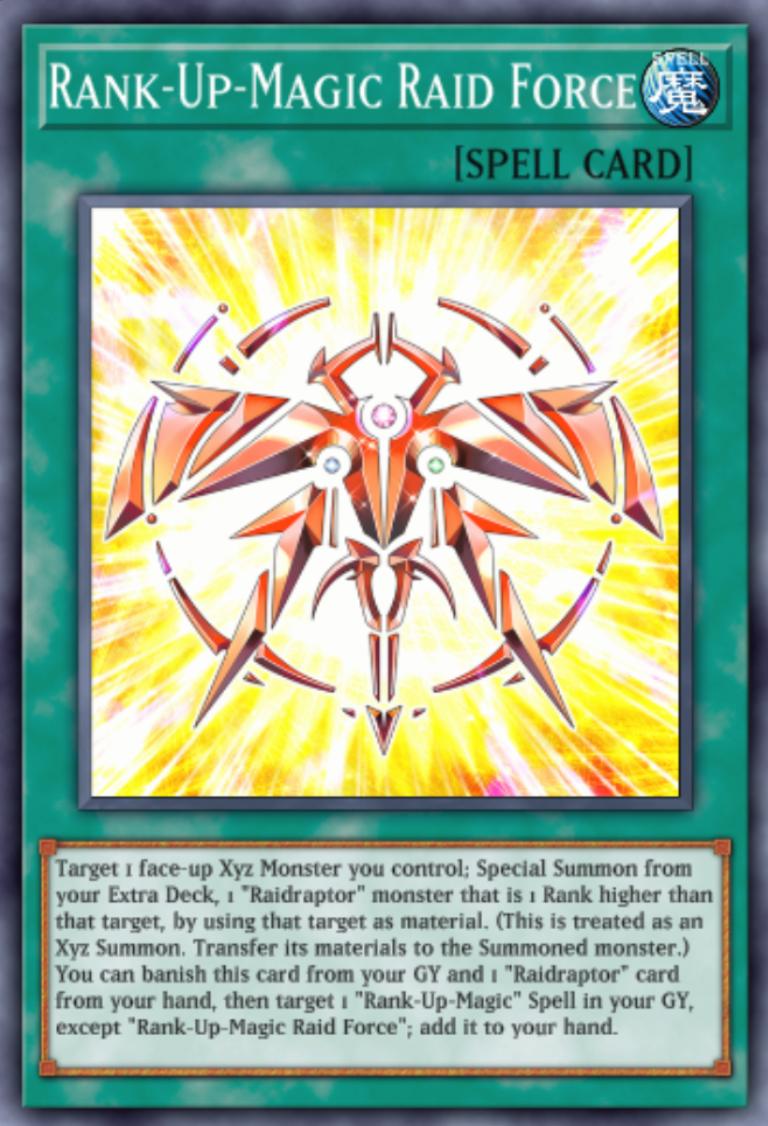 Rank-Up-Magic Raid Force
SPELL
魔
[SPELL CARD]
Target 1 face-up Xyz Monster you control; Special Summon from
your Extra Deck, 1 "Raidraptor" monster that is 1 Rank higher than
that target, by using that target as material. (This is treated as an
Xyz Summon. Transfer its materials to the Summoned monster.)
You can banish this card from your GY and 1 "Raidraptor" card
from your hand, then target 1 "Rank-Up-Magic" Spell in your GY,
except "Rank-Up-Magic Raid Force"; add it to your hand.